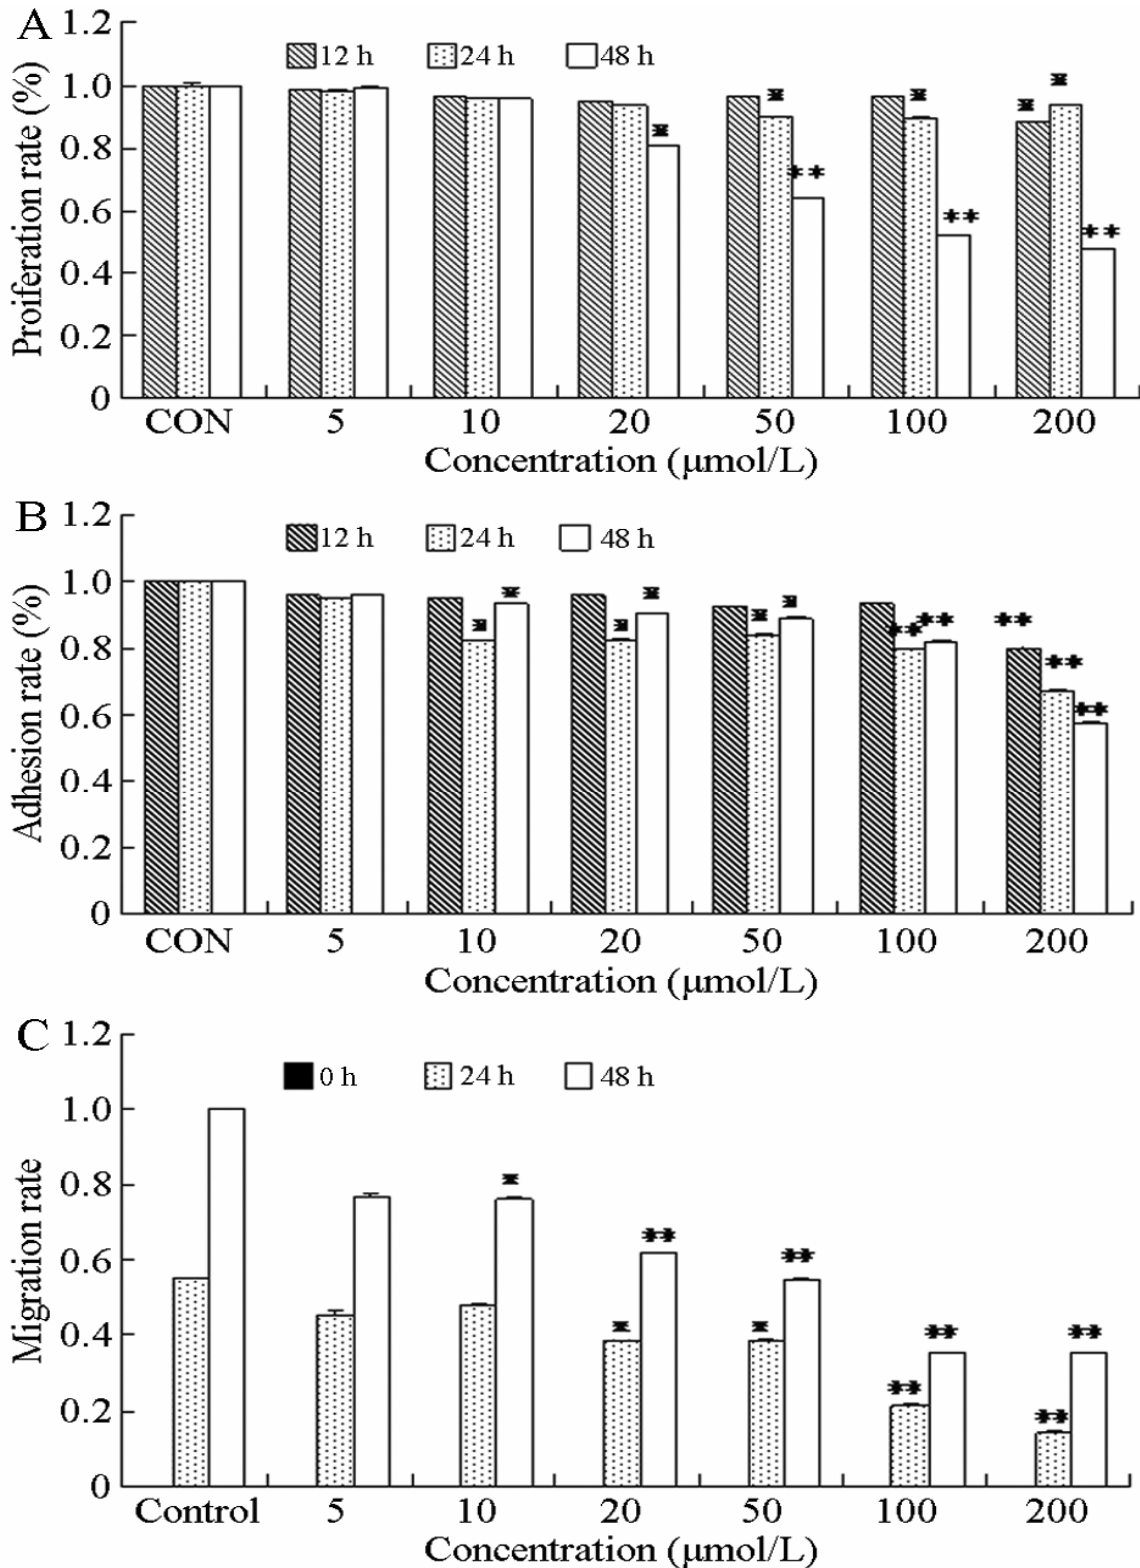 A
1.2
12 h 24 h 48 h
1.0
0.8
0.6
0.4
0.2
0
Proiferation rate (%)
* * * * * ** ** **
CON 5 10 20 50 100 200
Concentration (μmol/L)
B
1.2
12 h 24 h 48 h
1.0
0.8
0.6
0.4
0.2
0
Adhesion rate (%)
* * * * * * ** ** ** ** **
CON 5 10 20 50 100 200
Concentration (μmol/L)
C
1.2
0 h 24 h 48 h
1.0
0.8
0.6
0.4
0.2
0
Migration rate
* ** ** ** ** * * ** **
Control 5 10 20 50 100 200
Concentration (μmol/L)